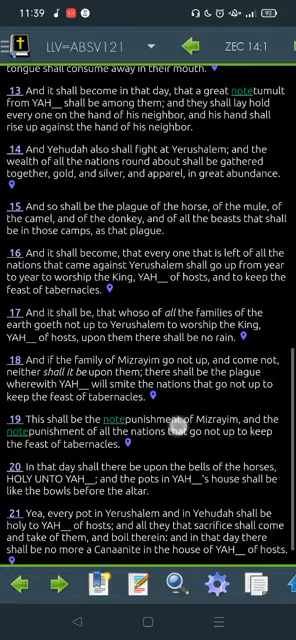 11:39
92
LLV=ABSV121
ZEC 14:1
tongue shall consume away in their mouth.
13 And it shall become in that day, that a great notetumult
from YAH__ shall be among them; and they shall lay hold
every one on the hand of his neighbor, and his hand shall
rise up against the hand of his neighbor.
14 And Yehudah also shall fight at Yerushalem; and the
wealth of all the nations round about shall be gathered
together, gold, and silver, and apparel, in great abundance.
15 And so shall be the plague of the horse, of the mule, of
the camel, and of the donkey, and of all the beasts that shall
be in those camps, as that plague.
16 And it shall become, that every one that is left of all the
nations that came against Yerushalem shall go up from year
to year to worship the King, YAH__ of hosts, and to keep the
feast of tabernacles.
17 And it shall be, that whoso of all the families of the
earth goeth not up to Yerushalem to worship the King,
YAH__ of hosts, upon them there shall be no rain.
18 And if the family of Mizrayim go not up, and come not,
neither shall it be upon them; there shall be the plague
wherewith YAH__ will smite the nations that go not up to
keep the feast of tabernacles.
19 This shall be the notepunishment of Mizrayim, and the
notepunishment of all the nations that go not up to keep
the feast of tabernacles.
20 In that day shall there be upon the bells of the horses,
HOLY UNTO YAH__; and the pots in YAH__'s house shall be
like the bowls before the altar.
21 Yea, every pot in Yerushalem and in Yehudah shall be
holy to YAH__ of hosts; and all they that sacrifice shall come
and take of them, and boil therein: and in that day there
shall be no more a Canaanite in the house of YAH__ of hosts.